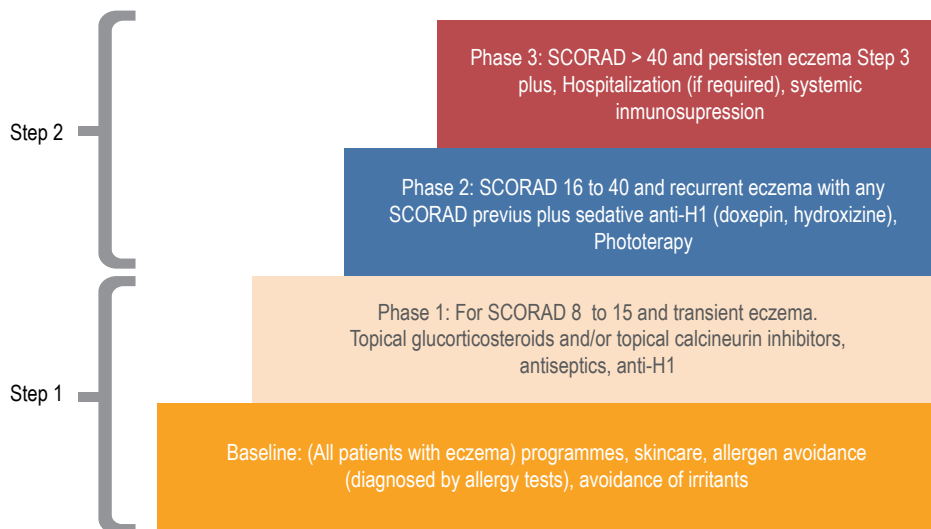 Phase 3: SCORAD > 40 and persisten eczema Step 3
plus, Hospitalization (if required), systemic
inmunosupression
Step 2
Phase 2: SCORAD 16 to 40 and recurrent eczema with any
SCORAD previus plus sedative anti-H1 (doxepin, hydroxizine),
Phototerapy
Phase 1: For SCORAD 8 to 15 and transient eczema.
Topical glucorticosteroids and/or topical calcineurin inhibitors,
antiseptics, anti-H1
Step 1
Baseline: (All patients with eczema) programmes, skincare, allergen avoidance
(diagnosed by allergy tests), avoidance of irritants